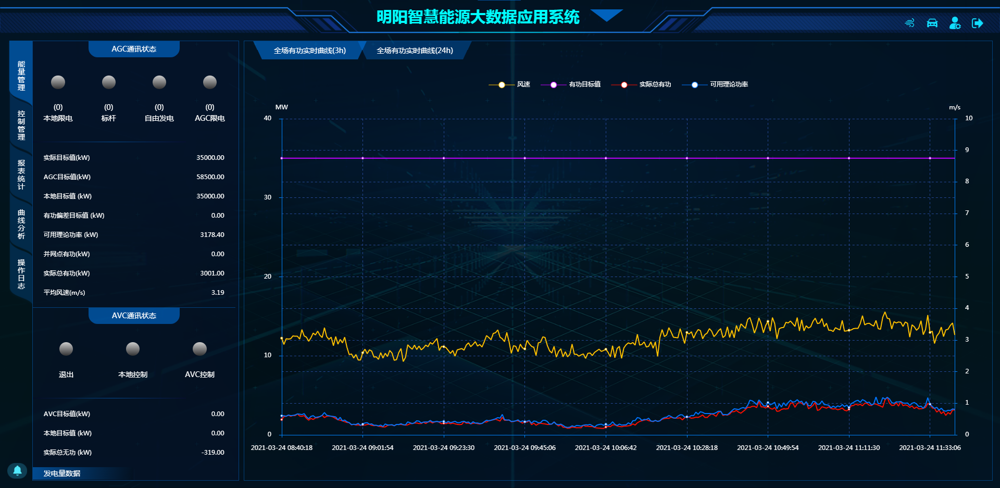 明阳智慧能源大数据应用系统
能量管理
控制管理
报表统计
曲线分析
操作日志
AGC通讯状态
(0) (0) (0) (0)
本地限电 标杆 自由发电 AGC限电
实际目标值(kW) 35000.00
AGC目标值(kW) 58500.00
本地目标值 (kW) 35000.00
有功偏差目标值 (kW) 0.00
可用理论功率 (kW) 3178.40
并网点有功(kW) 0.00
实际总有功(kW) 3001.00
平均风速(m/s) 3.19
AVC通讯状态
退出 本地控制 AVC控制
AVC目标值(kW) 0.00
本地目标值 (kW) 0.00
实际总无功 (kW) -319.00
发电量数据
全场有功实时曲线(3h) 全场有功实时曲线(24h)
风速 有功目标值 实际总有功 可用理论功率
MW m/s
40 10
9
8
30
7
6
20 5
4
3
10
2
1
0 0
2021-03-24 08:40:18 2021-03-24 09:01:54 2021-03-24 09:23:30 2021-03-24 09:45:06 2021-03-24 10:06:42 2021-03-24 10:28:18 2021-03-24 10:49:54 2021-03-24 11:11:30 2021-03-24 11:33:06